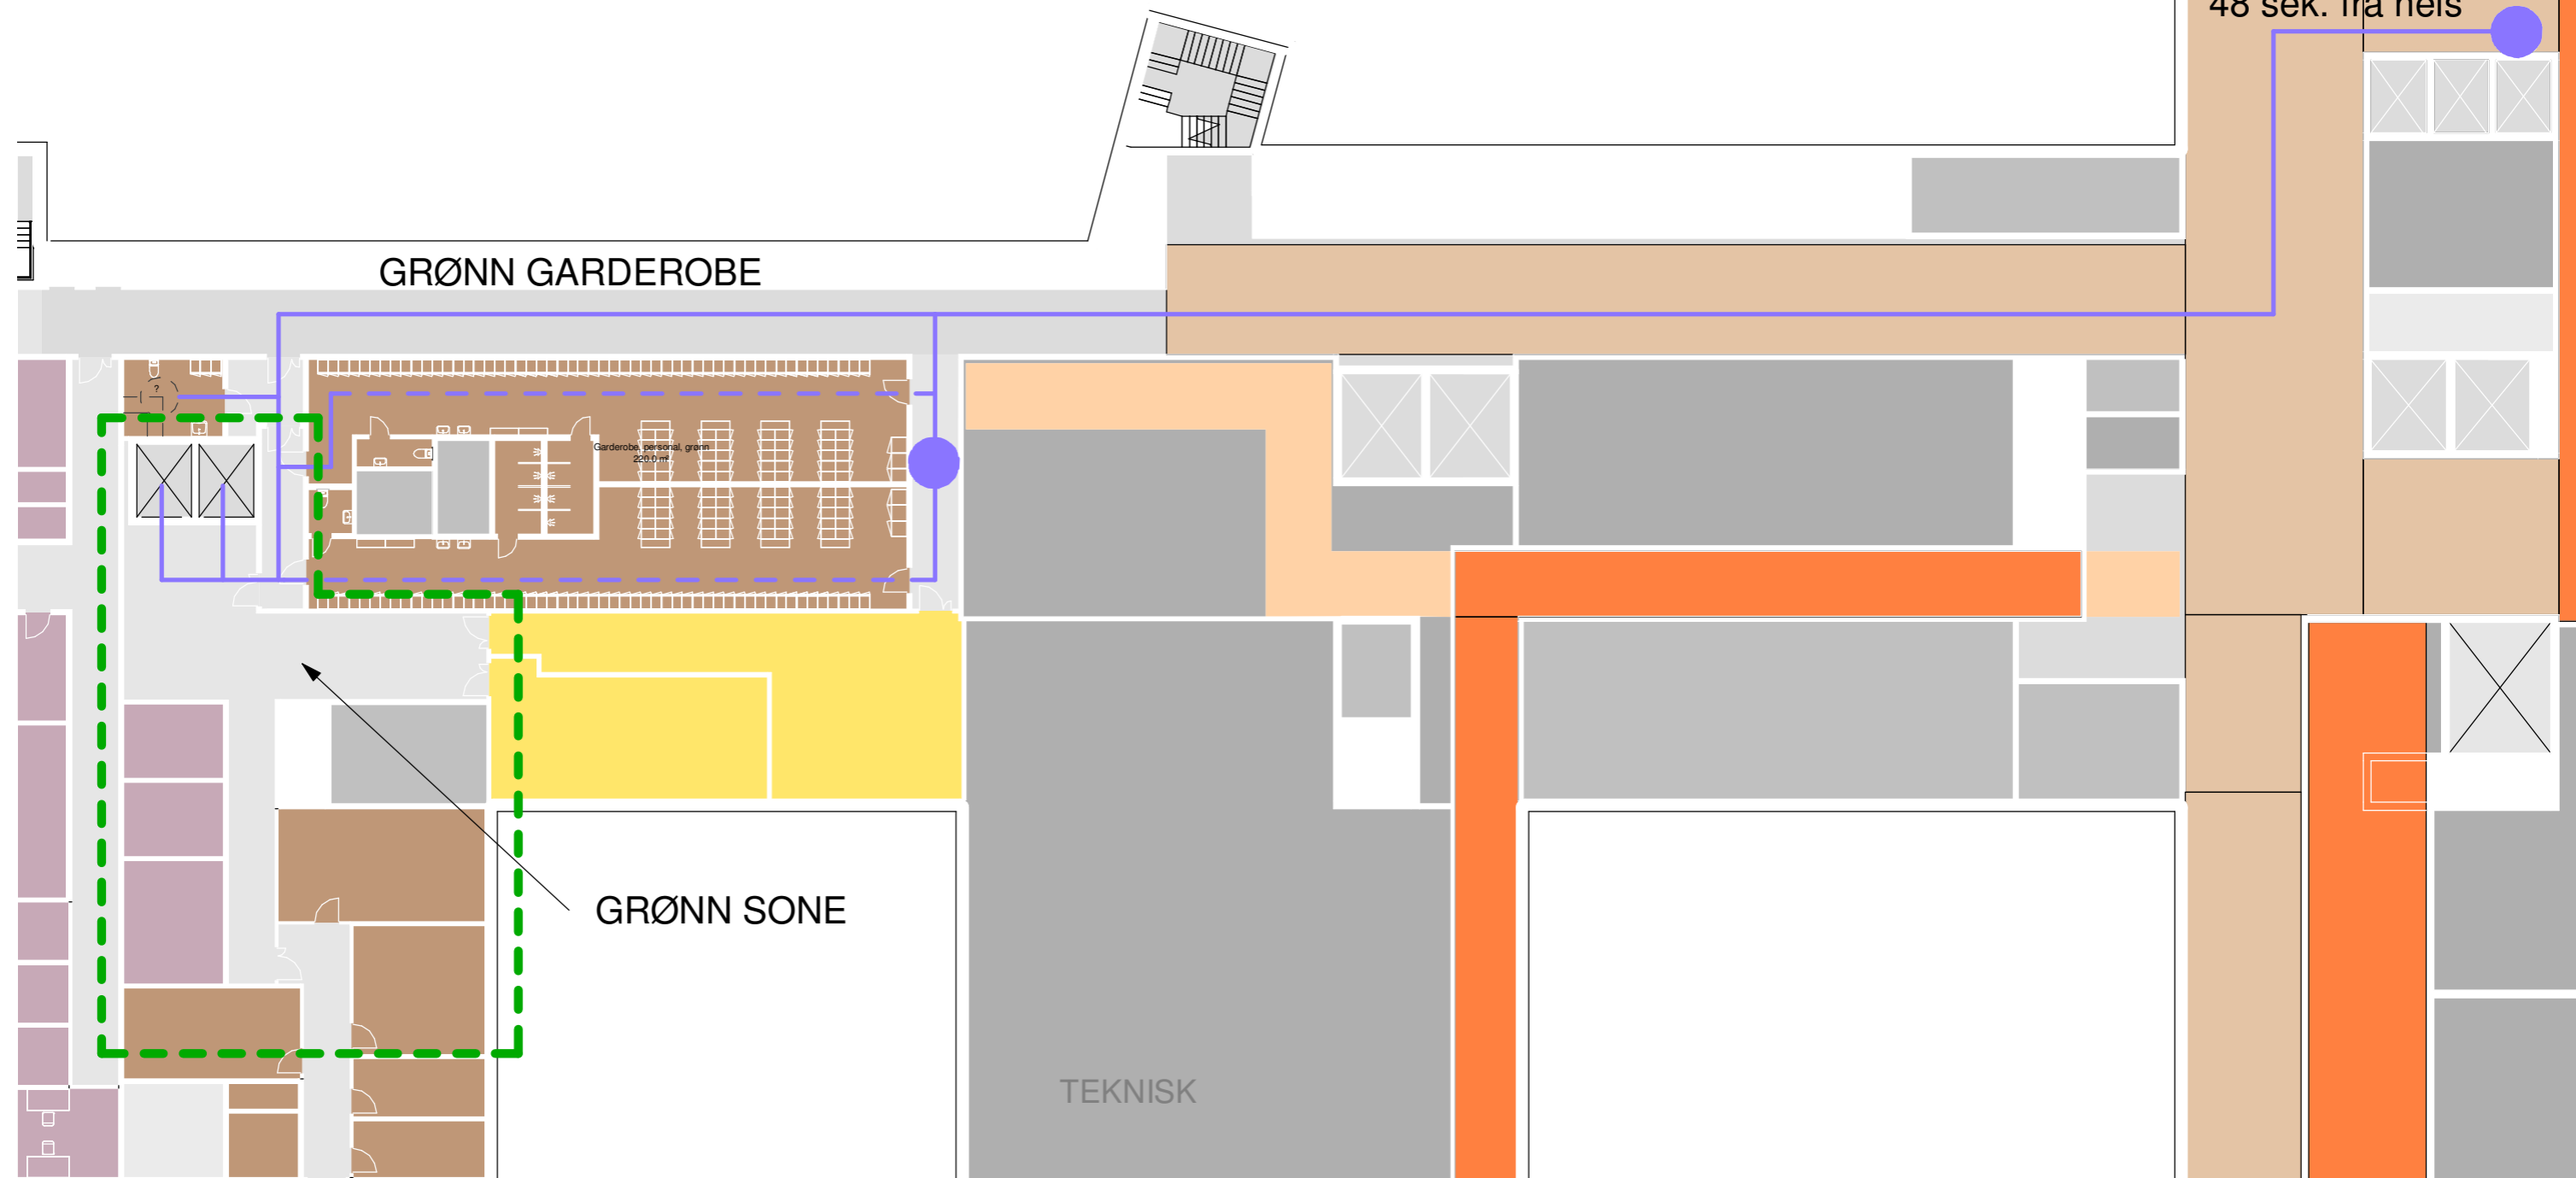 48 sek. fra heis
GRØNN GARDEROBE
?
Garderobe, personal, grønn
220.0 m²
GRØNN SONE
TEKNISK